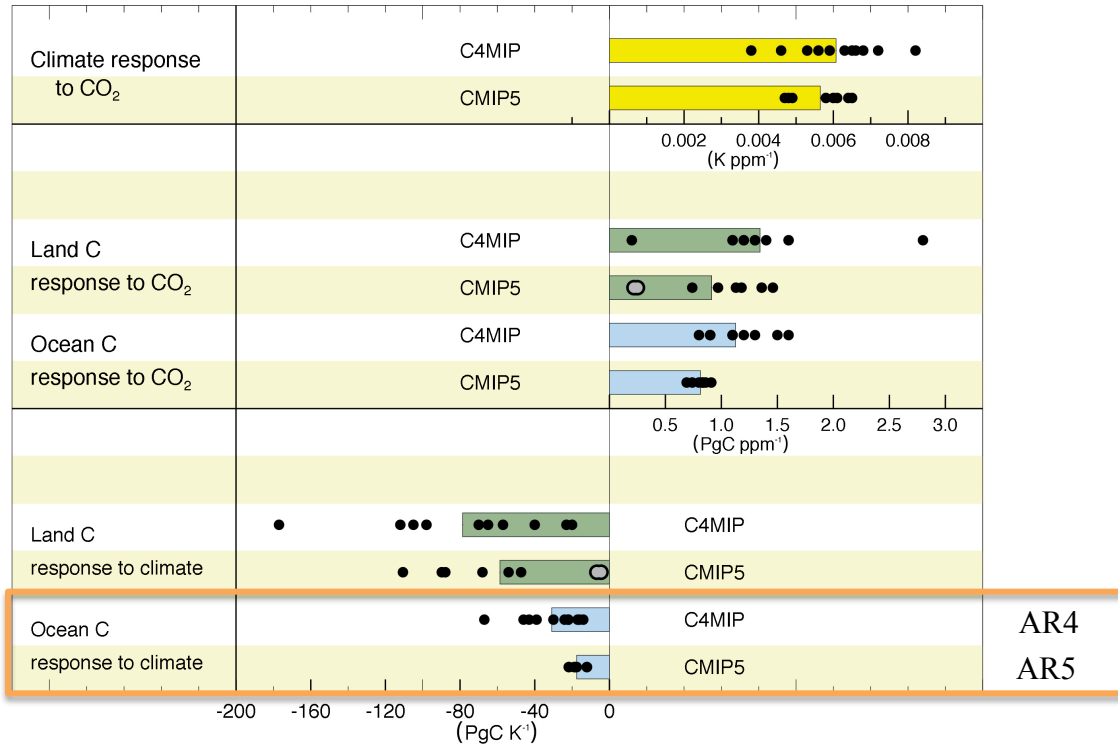 Climate response
to CO₂
C4MIP
CMIP5
0.002 0.004 0.006 0.008
(K ppm⁻¹)
Land C
response to CO₂
C4MIP
CMIP5
Ocean C
response to CO₂
C4MIP
CMIP5
0.5 1.0 1.5 2.0 2.5 3.0
(PgC ppm⁻¹)
Land C
response to climate
C4MIP
CMIP5
Ocean C
response to climate
C4MIP AR4
CMIP5 AR5
-200 -160 -120 -80 -40 0
(PgC K⁻¹)